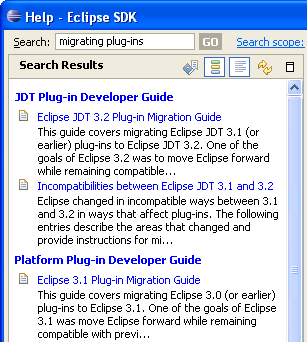 Help - Eclipse SDK
Search: migrating plug-ins GO Search scope:
Search Results
JDT Plug-in Developer Guide
Eclipse JDT 3.2 Plug-in Migration Guide
This guide covers migrating Eclipse JDT 3.1 (or
earlier) plug-ins to Eclipse JDT 3.2. One of the
goals of Eclipse 3.2 was to move Eclipse forward
while remaining compatible...
Incompatibilities between Eclipse JDT 3.1 and 3.2
Eclipse changed in incompatible ways between 3.1
and 3.2 in ways that affect plug-ins. The following
entries describe the areas that changed and
provide instructions for mi...
Platform Plug-in Developer Guide
Eclipse 3.1 Plug-in Migration Guide
This guide covers migrating Eclipse 3.0 (or earlier)
plug-ins to Eclipse 3.1. One of the goals of Eclipse
3.1 was move Eclipse forward while remaining
compatible with previ...